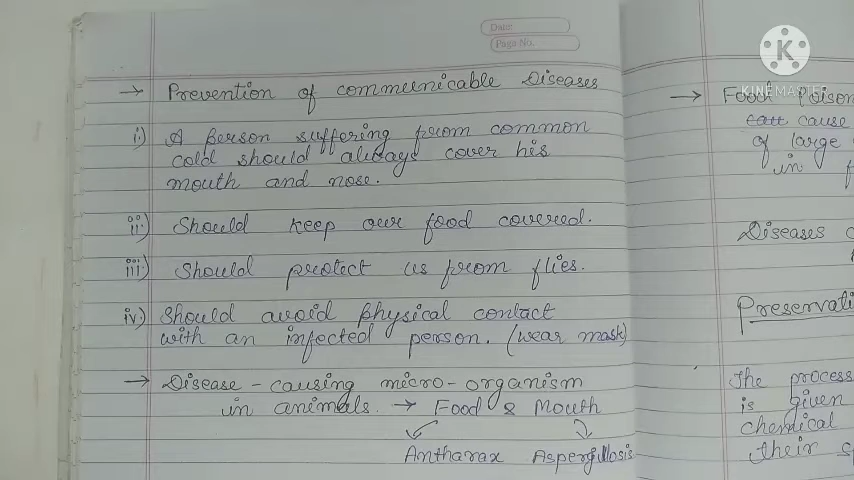 Date:
Page No.
K
KINEMASTER
→ Prevention of communicable Diseases
i) A person suffering from common
cold should always cover his
mouth and nose.
ii) Should keep our food covered.
iii) Should protect us from flies.
iv) Should avoid physical contact
with an infected person. (wear mask)
→ Disease-causing micro-organism
in animals. → Food & Mouth
Antharax Aspergillosis
→ Food Poison
cause
of large
in
Diseases
Preservati
The process
is given
chemical
their s